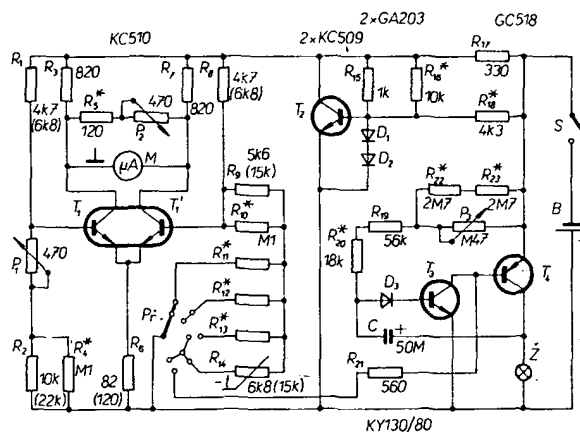 KC510
2×KC509
2×GA203
GC518
R1
R3
R7
R8
R15
R16*
R17
820
R5*
470
820
4k7
(6k8)
1k
10k
330
R18*
4k7
(6k8)
120
P2
T2
4k3
S
µA M
D1
D2
5k6
(15k)
R9
R22*
R23*
T1
T1'
R10*
M1
2M7
2M7
B
R19
P3
R11*
R20*
56k
M47
P1
470
18k
R12*
D3
T3
T4
Př.
R13*
C
+
50M
Ž
R2
R4*
R6
R14
R21
10k
(22k)
M1
82
(120)
6k8(15k)
560
KY130/80